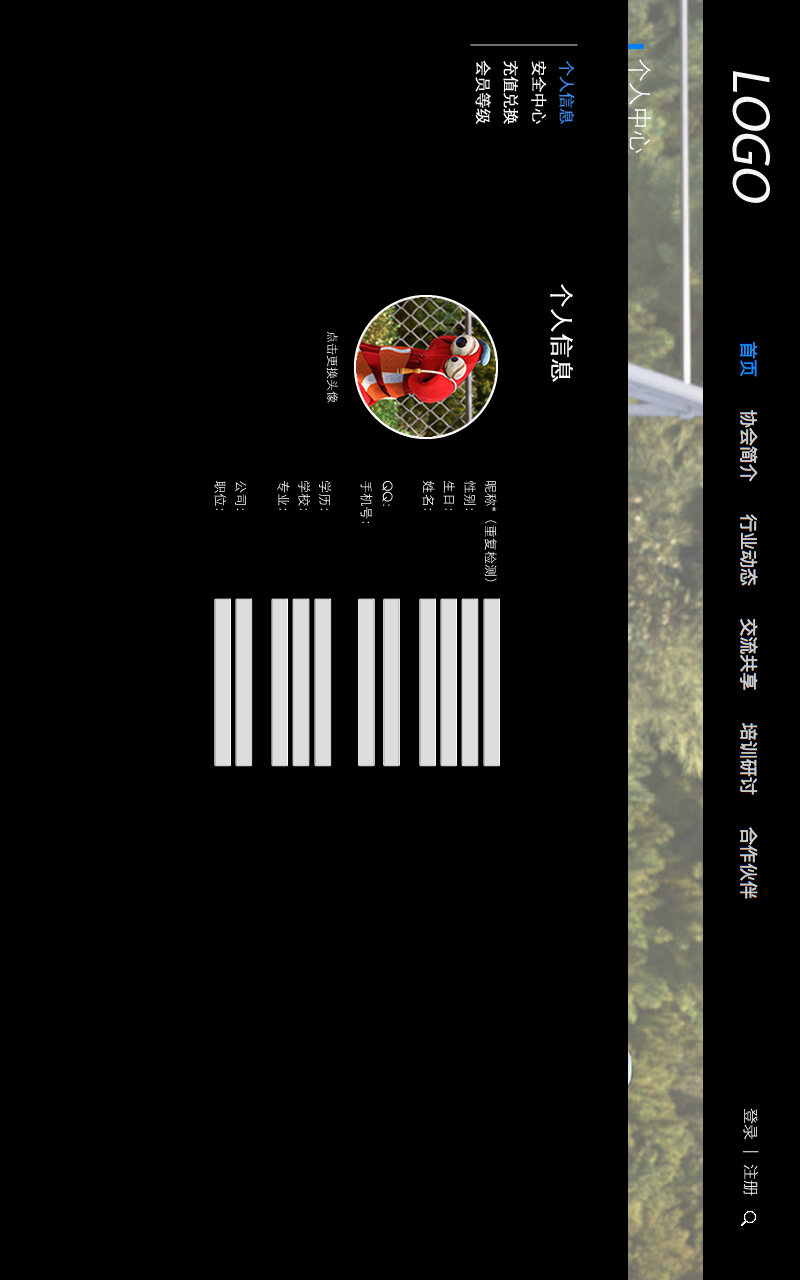 LOGO
首页 协会简介 行业动态 交流共享 培训研讨 合作伙伴
登录 | 注册
个人中心
个人信息
安全中心
充值兑换
会员等级
个人信息
点击更换头像
昵称*（重复检测）
性别：
生日：
姓名：
QQ：
手机号：
学历：
学校：
专业：
公司：
职位：